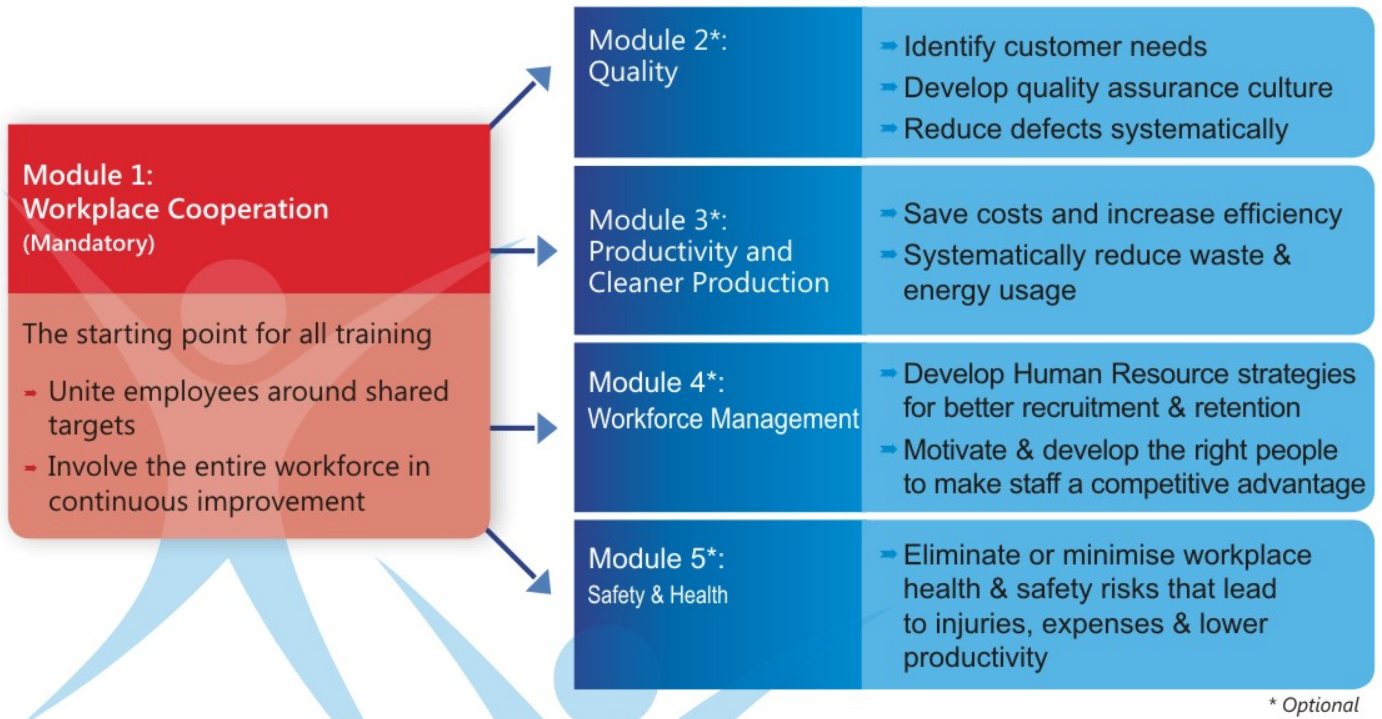 Module 1:
Workplace Cooperation
(Mandatory)
The starting point for all training
➨ Unite employees around shared
targets
➨ Involve the entire workforce in
continuous improvement
Module 2*:
Quality
➨ Identify customer needs
➨ Develop quality assurance culture
➨ Reduce defects systematically
Module 3*:
Productivity and
Cleaner Production
➨ Save costs and increase efficiency
➨ Systematically reduce waste &
energy usage
Module 4*:
Workforce Management
➨ Develop Human Resource strategies
for better recruitment & retention
➨ Motivate & develop the right people
to make staff a competitive advantage
Module 5*:
Safety & Health
➨ Eliminate or minimise workplace
health & safety risks that lead
to injuries, expenses & lower
productivity
* Optional